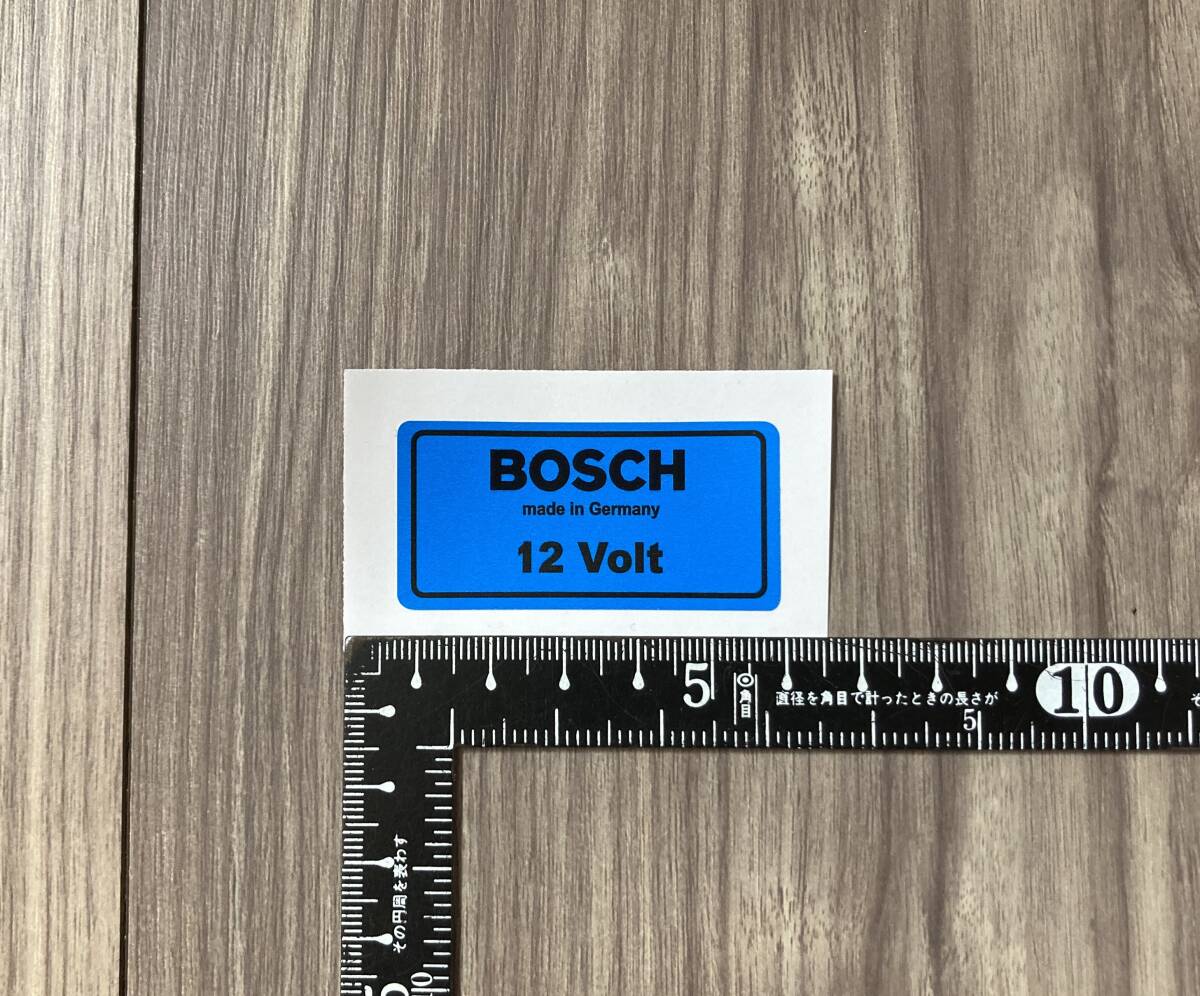 BOSCH
made in Germany
12 Volt
5
角目
直径を角目で計ったときの長さが
10
5
その円周を表わす